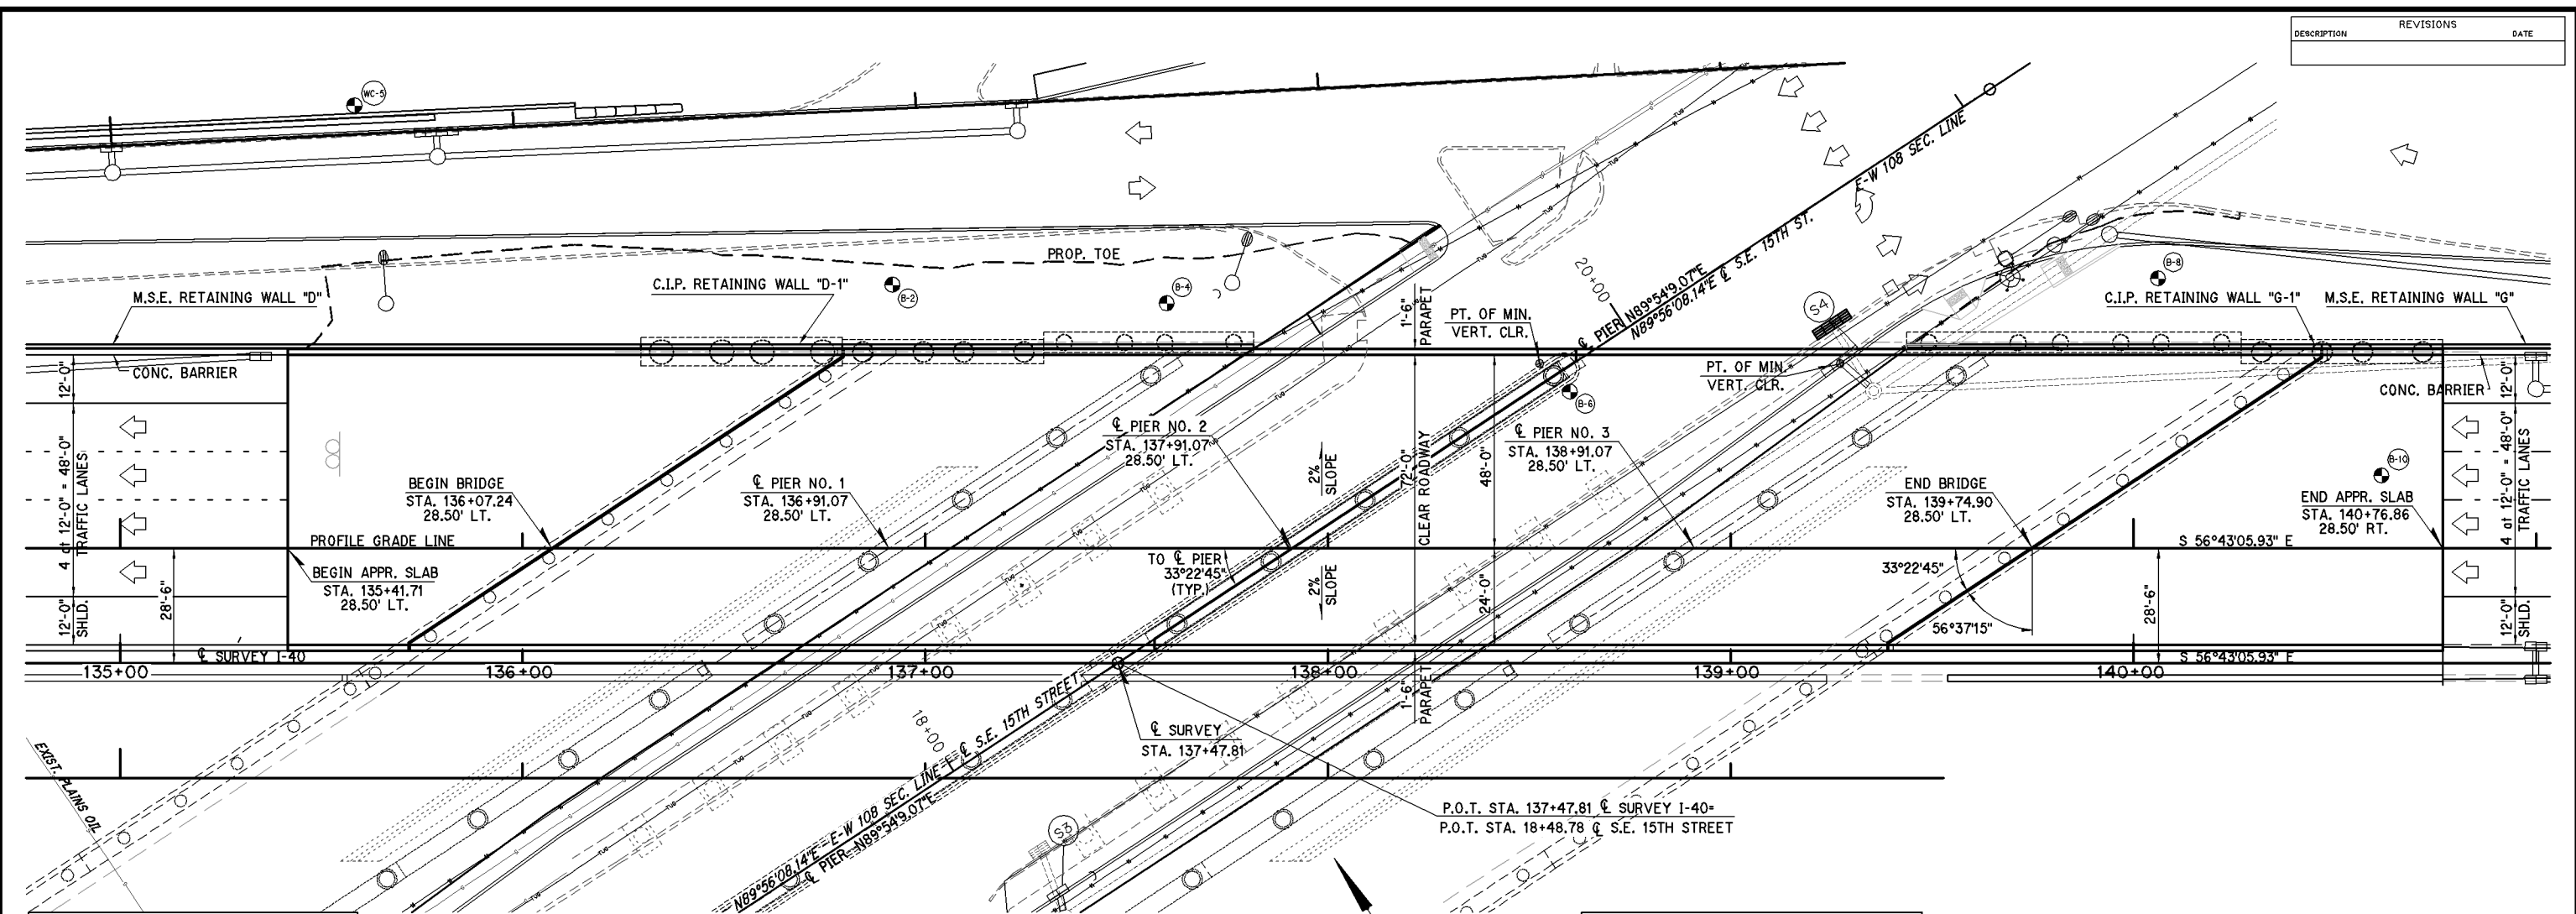 REVISIONS
DESCRIPTION DATE
WC-5
E-W 108 SEC. LINE
PROP. TOE
B-2
B-4
B-8
20+00
℄ PIER N89°54'9.07"E
N89°56'08.14"E ℄ S.E. 15TH ST.
M.S.E. RETAINING WALL "D"
C.I.P. RETAINING WALL "D-1"
1'-6"
PARAPET
PT. OF MIN.
VERT. CLR.
S4
C.I.P. RETAINING WALL "G-1"
M.S.E. RETAINING WALL "G"
CONC. BARRIER
PT. OF MIN.
VERT. CLR.
CONC. BARRIER
B-6
12'-0"
4 at 12'-0" = 48'-0"
TRAFFIC LANES
12'-0"
SHLD.
28'-6"
BEGIN BRIDGE
STA. 136+07.24
28.50' LT.
℄ PIER NO. 1
STA. 136+91.07
28.50' LT.
℄ PIER NO. 2
STA. 137+91.07
28.50' LT.
2%
SLOPE
72'-0"
CLEAR ROADWAY
48'-0"
℄ PIER NO. 3
STA. 138+91.07
28.50' LT.
END BRIDGE
STA. 139+74.90
28.50' LT.
B-10
END APPR. SLAB
STA. 140+76.86
28.50' RT.
12'-0"
4 at 12'-0" = 48'-0"
TRAFFIC LANES
12'-0"
SHLD.
PROFILE GRADE LINE
S 56°43'05.93" E
BEGIN APPR. SLAB
STA. 135+41.71
28.50' LT.
TO ℄ PIER
33°22'45"
(TYP.)
2%
SLOPE
24'-0"
33°22'45"
56°37'15"
28'-6"
℄ SURVEY I-40
S 56°43'05.93" E
135+00
136+00
137+00
138+00
139+00
140+00
1'-6"
PARAPET
18+00
℄ SURVEY
STA. 137+47.81
N89°56'08.14"E E-W 108 SEC. LINE ℄ S.E. 15TH STREET
℄ PIER N89°54'9.07"E
EXIST. PLAINS OIL
P.O.T. STA. 137+47.81 ℄ SURVEY I-40=
P.O.T. STA. 18+48.78 ℄ S.E. 15TH STREET
S3